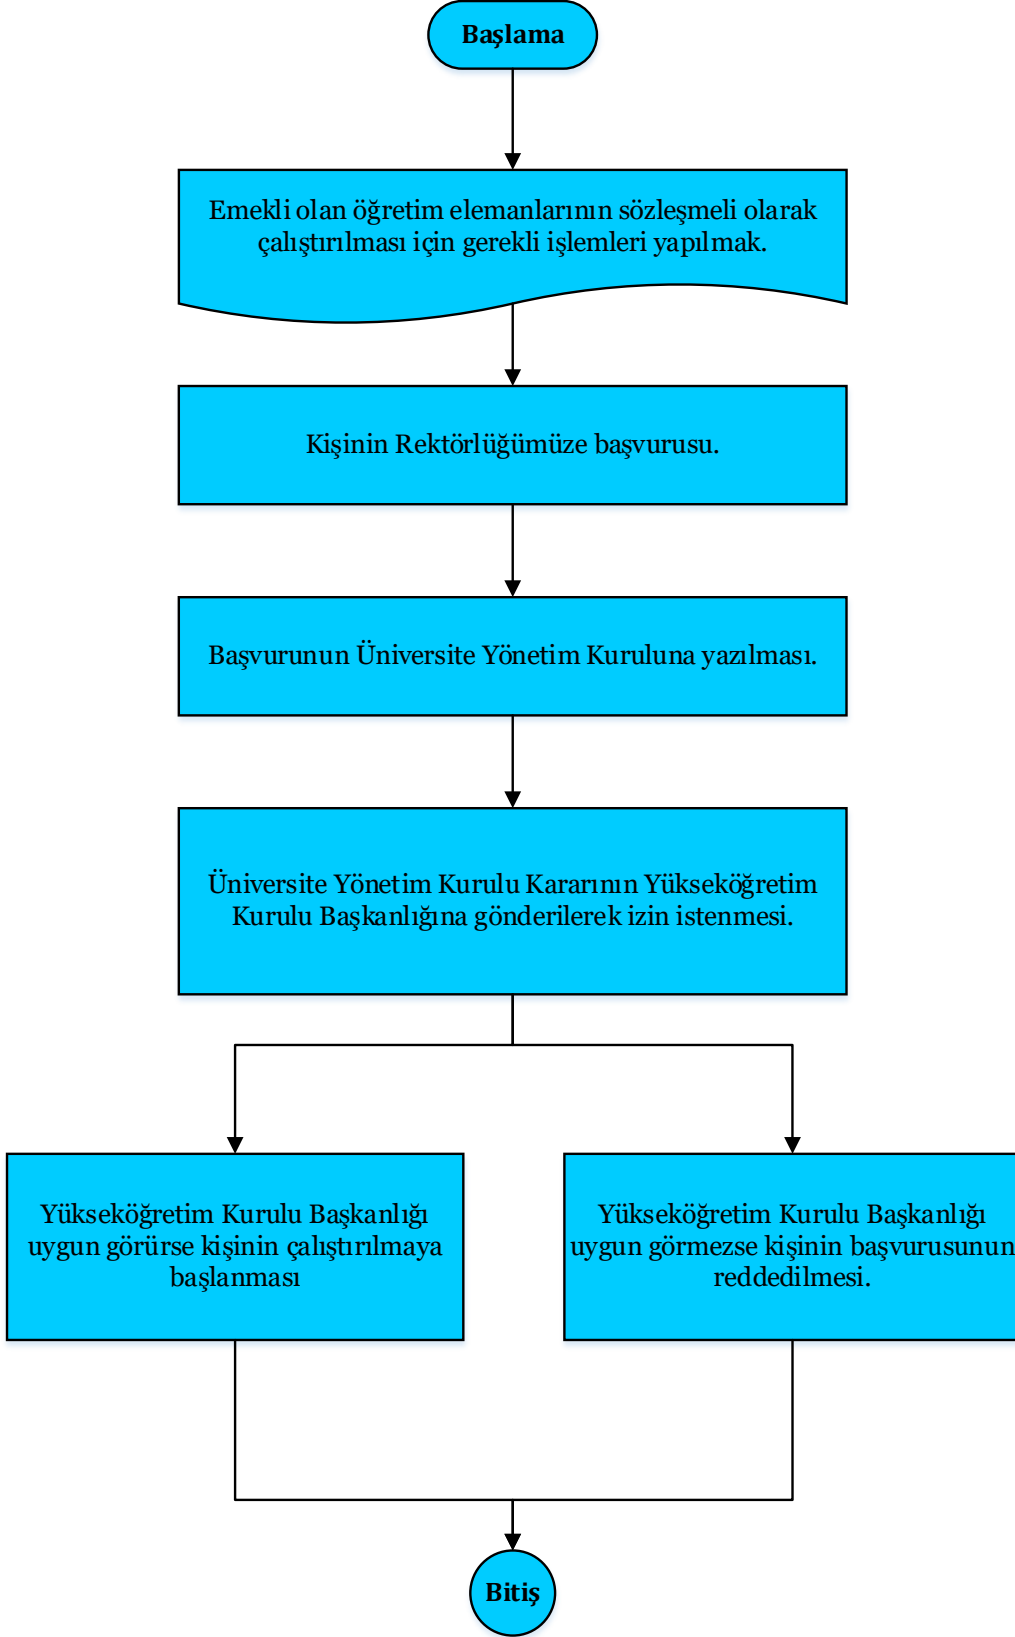 Başlama
Emekli olan öğretim elemanlarının sözleşmeli olarak
çalıştırılması için gerekli işlemleri yapılmak.
Kişinin Rektörlüğümüze başvurusu.
Başvurunun Üniversite Yönetim Kuruluna yazılması.
Üniversite Yönetim Kurulu Kararının Yükseköğretim
Kurulu Başkanlığına gönderilerek izin istenmesi.
Yükseköğretim Kurulu Başkanlığı
uygun görürse kişinin çalıştırılmaya
başlanması
Yükseköğretim Kurulu Başkanlığı
uygun görmezse kişinin başvurusunun
reddedilmesi.
Bitiş